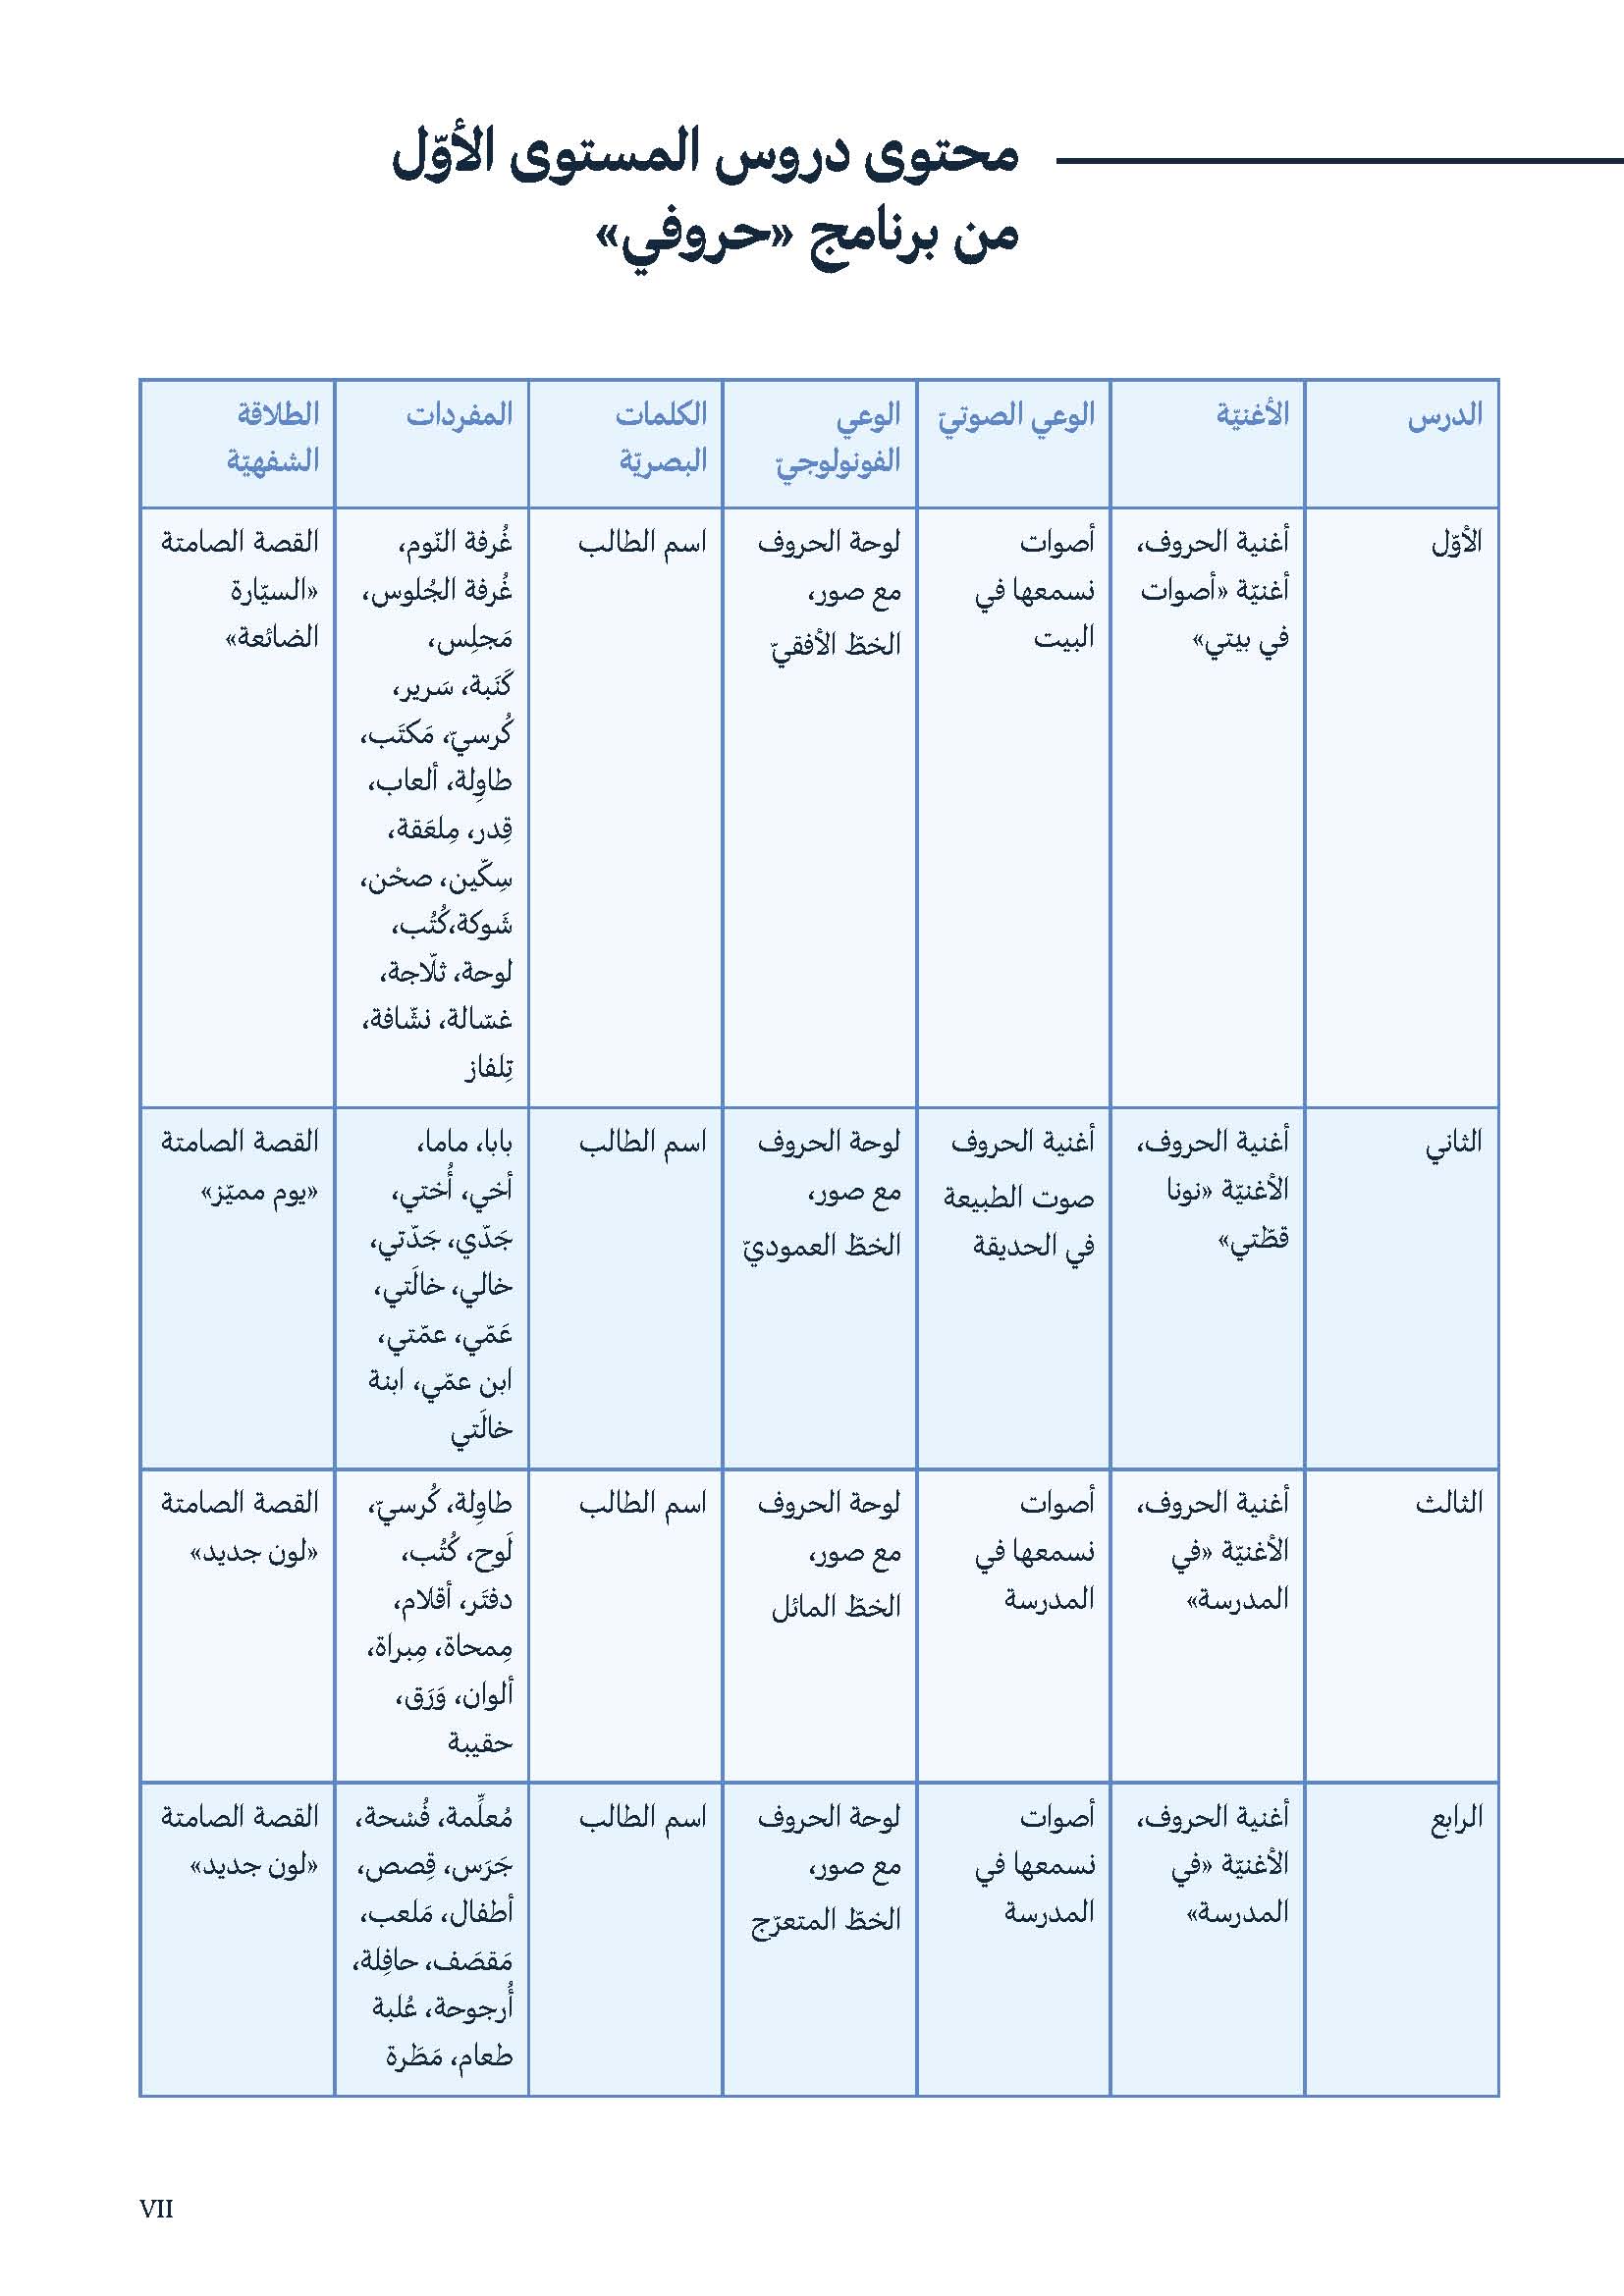 محتوى دروس المستوى الأوّل
من برنامج «حروفي»
الدرس
الأغنيّة
الوعي الصوتيّ
الوعي
الفونولوجيّ
الكلمات
البصريّة
المفردات
الطلاقة
الشفهيّة
الأوّل
أغنية الحروف،
أغنيّة «أصوات
في بيتي»
أصوات
نسمعها في
البيت
لوحة الحروف
مع صور،
الخطّ الأفقيّ
اسم الطالب
غُرفة النّوم،
غُرفة الجُلوس،
مَجلِس،
كَنَبة، سَرير،
كُرسيّ، مَكتَب،
طاوِلة، ألعاب،
قِدر، مِلعَقة،
سِكّين، صحْن،
شَوكة،كُتُب،
لوحة، ثلّاجة،
غسّالة، نشّافة،
تِلفاز
القصة الصامتة
«السيّارة
الضائعة»
الثاني
أغنية الحروف،
الأغنيّة «نونا
قطّتي»
أغنية الحروف
صوت الطبيعة
في الحديقة
لوحة الحروف
مع صور،
الخطّ العموديّ
اسم الطالب
بابا، ماما،
أخي، أُختي،
جَدّي، جَدّتي،
خالي، خالَتي،
عَمّي، عمّتي،
ابن عمّي، ابنة
خالَتي
القصة الصامتة
«يوم مميّز»
الثالث
أغنية الحروف،
الأغنيّة «في
المدرسة»
أصوات
نسمعها في
المدرسة
لوحة الحروف
مع صور،
الخطّ المائل
اسم الطالب
طاوِلة، كُرسيّ،
لَوح، كُتُب،
دفتَر، أقلام،
مِمحاة، مِبراة،
ألوان، وَرَق،
حقيبة
القصة الصامتة
«لون جديد»
الرابع
أغنية الحروف،
الأغنيّة «في
المدرسة»
أصوات
نسمعها في
المدرسة
لوحة الحروف
مع صور،
الخطّ المتعرّج
اسم الطالب
مُعلِّمة، فُسْحة،
جَرَس، قِصص،
أطفال، مَلعب،
مَقصَف، حافِلة،
أُرجوحة، عُلبة
طعام، مَطَرة
القصة الصامتة
«لون جديد»
VII